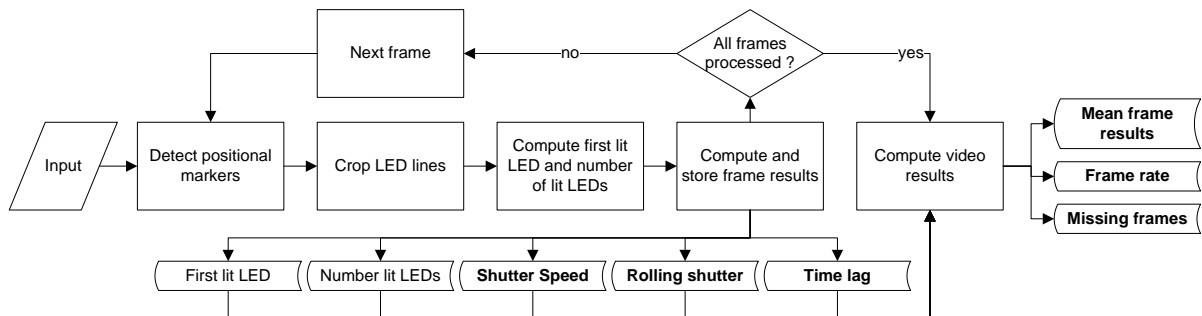 Next frame
no
All frames
processed ?
yes
Input
Detect positional
markers
Crop LED lines
Compute first lit
LED and number
of lit LEDs
Compute and
store frame results
Compute video
results
Mean frame
results
Frame rate
Missing frames
First lit LED
Number lit LEDs
Shutter Speed
Rolling shutter
Time lag